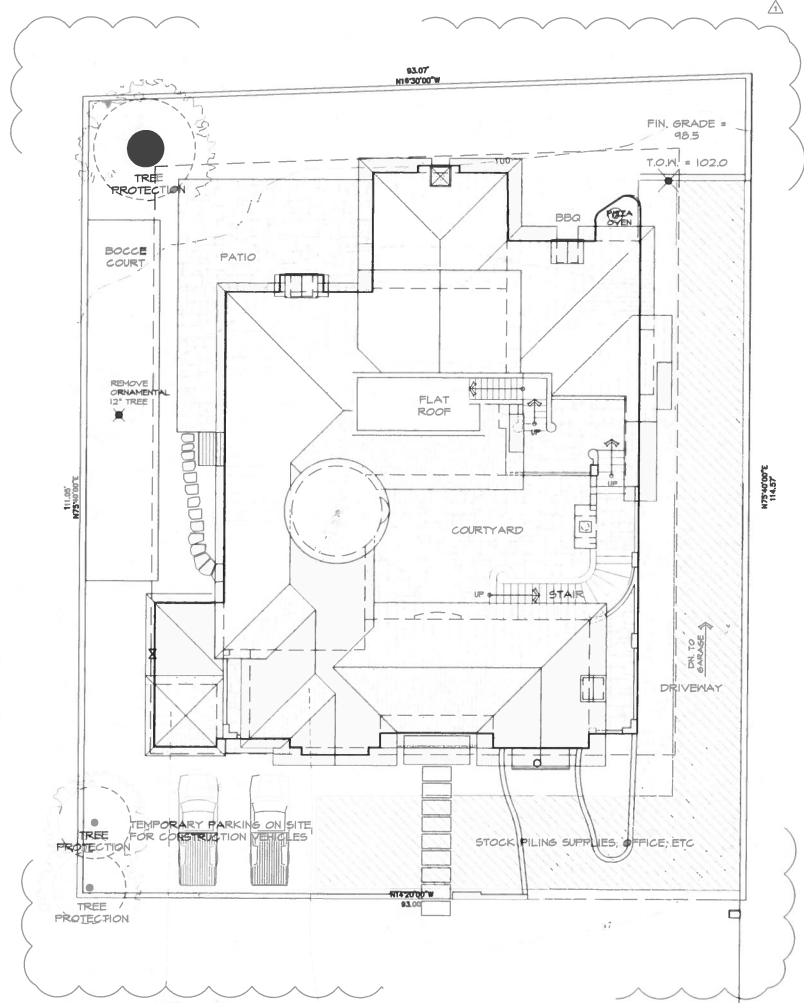 1
93.07'
N16°30'00"W
FIN. GRADE =
98.5
T.O.W. = 102.0
100
TREE
PROTECTION
BBQ
PIZZA
OVEN
BOCCE
COURT
PATIO
REMOVE
ORNAMENTAL
12" TREE
FLAT
ROOF
UP
UP
111.05'
N75°40'00"E
N75°40'00"E
114.57'
COURTYARD
UP
STAIR
DN. TO
GARAGE
DRIVEWAY
TEMPORARY PARKING ON SITE
FOR CONSTRUCTION VEHICLES
TREE
PROTECTION
STOCK PILING SUPPLIES, OFFICE, ETC
N14°20'00"W
93.00'
TREE
PROTECTION